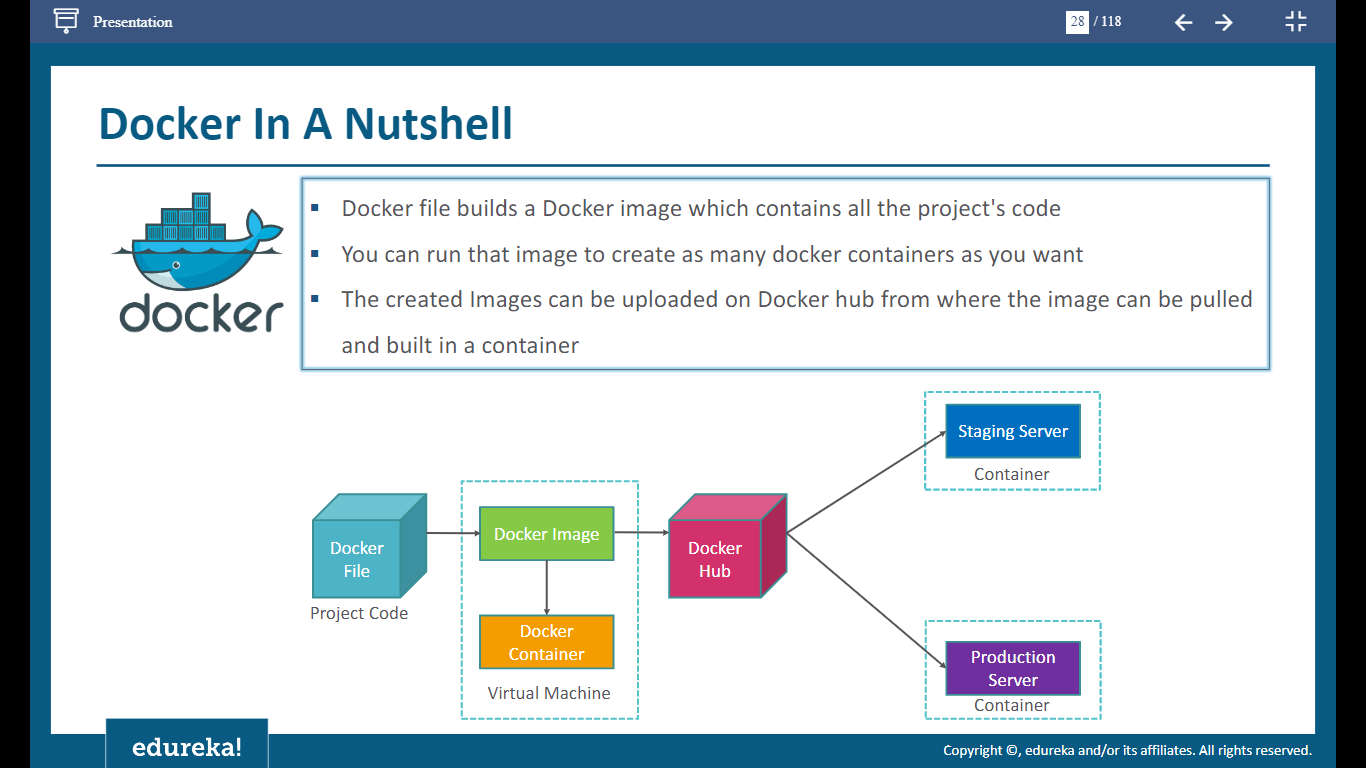 Presentation
28 / 118
Docker In A Nutshell
docker
▪ Docker file builds a Docker image which contains all the project's code
▪ You can run that image to create as many docker containers as you want
▪ The created Images can be uploaded on Docker hub from where the image can be pulled
and built in a container
Staging Server
Container
Docker
File
Project Code
Docker Image
Docker
Container
Virtual Machine
Docker
Hub
Production
Server
Container
edureka!
Copyright ©, edureka and/or its affiliates. All rights reserved.